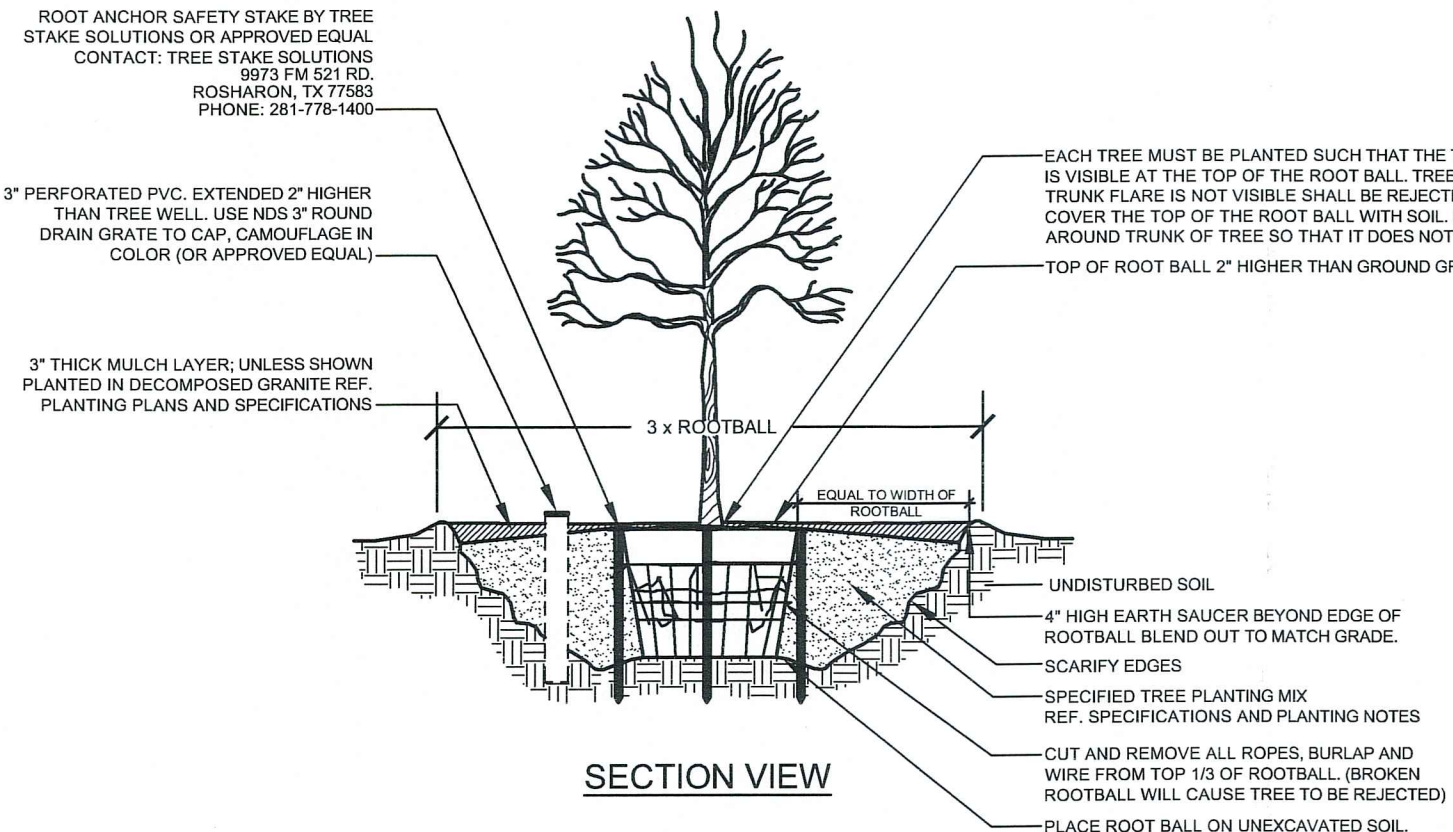 ROOT ANCHOR SAFETY STAKE BY TREE
STAKE SOLUTIONS OR APPROVED EQUAL
CONTACT: TREE STAKE SOLUTIONS
9973 FM 521 RD.
ROSHARON, TX 77583
PHONE: 281-778-1400
3" PERFORATED PVC. EXTENDED 2" HIGHER
THAN TREE WELL. USE NDS 3" ROUND
DRAIN GRATE TO CAP, CAMOUFLAGE IN
COLOR (OR APPROVED EQUAL)
3" THICK MULCH LAYER; UNLESS SHOWN
PLANTED IN DECOMPOSED GRANITE REF.
PLANTING PLANS AND SPECIFICATIONS
3 x ROOTBALL
EQUAL TO WIDTH OF
ROOTBALL
EACH TREE MUST BE PLANTED SUCH THAT THE
IS VISIBLE AT THE TOP OF THE ROOT BALL. TREE
TRUNK FLARE IS NOT VISIBLE SHALL BE
COVER THE TOP OF THE ROOT BALL WITH SOIL.
AROUND TRUNK OF TREE SO THAT IT DOES NOT
TOP OF ROOT BALL 2" HIGHER THAN GROUND
UNDISTURBED SOIL
4" HIGH EARTH SAUCER BEYOND EDGE OF
ROOTBALL BLEND OUT TO MATCH GRADE.
SCARIFY EDGES
SPECIFIED TREE PLANTING MIX
REF. SPECIFICATIONS AND PLANTING NOTES
CUT AND REMOVE ALL ROPES, BURLAP AND
WIRE FROM TOP 1/3 OF ROOTBALL. (BROKEN
ROOTBALL WILL CAUSE TREE TO BE REJECTED)
PLACE ROOT BALL ON UNEXCAVATED SOIL.
SECTION VIEW